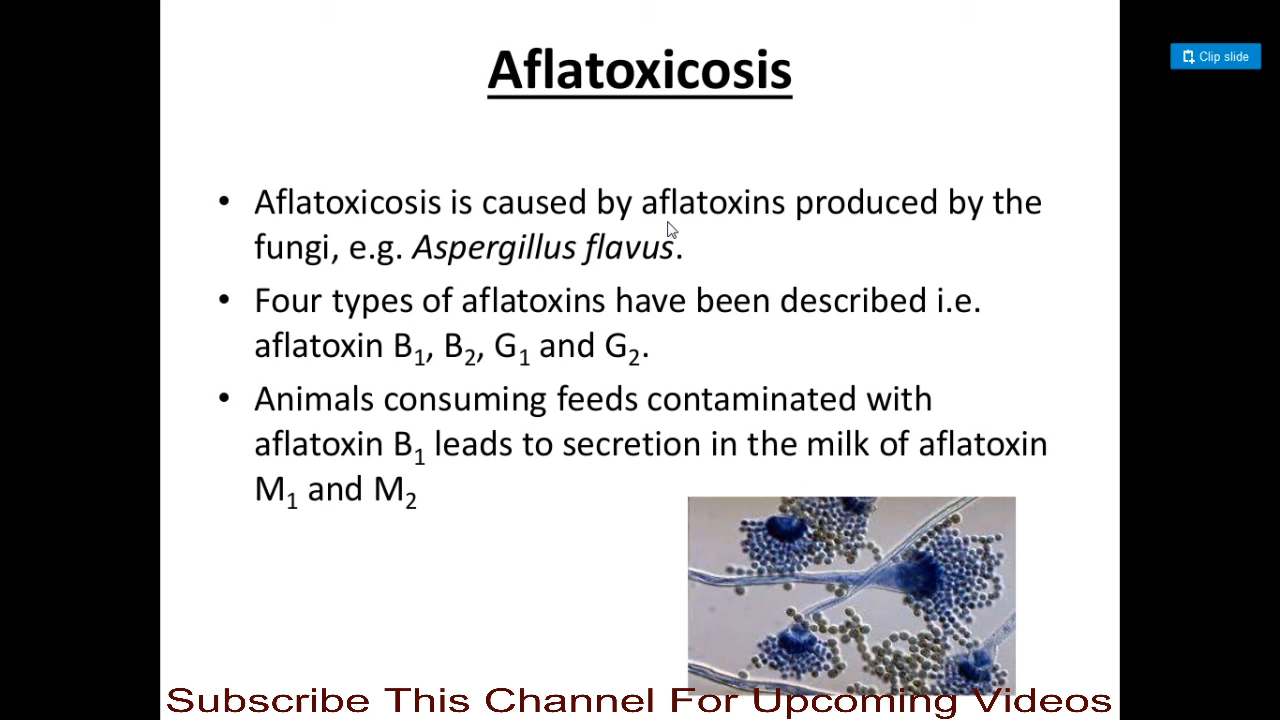 Aflatoxicosis
Clip slide
• Aflatoxicosis is caused by aflatoxins produced by the
fungi, e.g. Aspergillus flavus.
• Four types of aflatoxins have been described i.e.
aflatoxin B₁, B₂, G₁ and G₂.
• Animals consuming feeds contaminated with
aflatoxin B₁ leads to secretion in the milk of aflatoxin
M₁ and M₂
Subscribe This Channel For Upcoming Videos